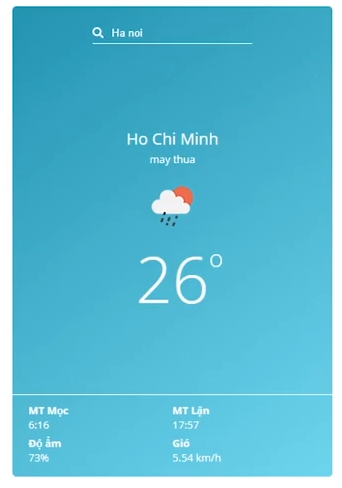 Ha noi
Ho Chi Minh
may thua
26°
MT Mọc
MT Lặn
6:16
17:57
Độ ẩm
Gió
73%
5.54 km/h